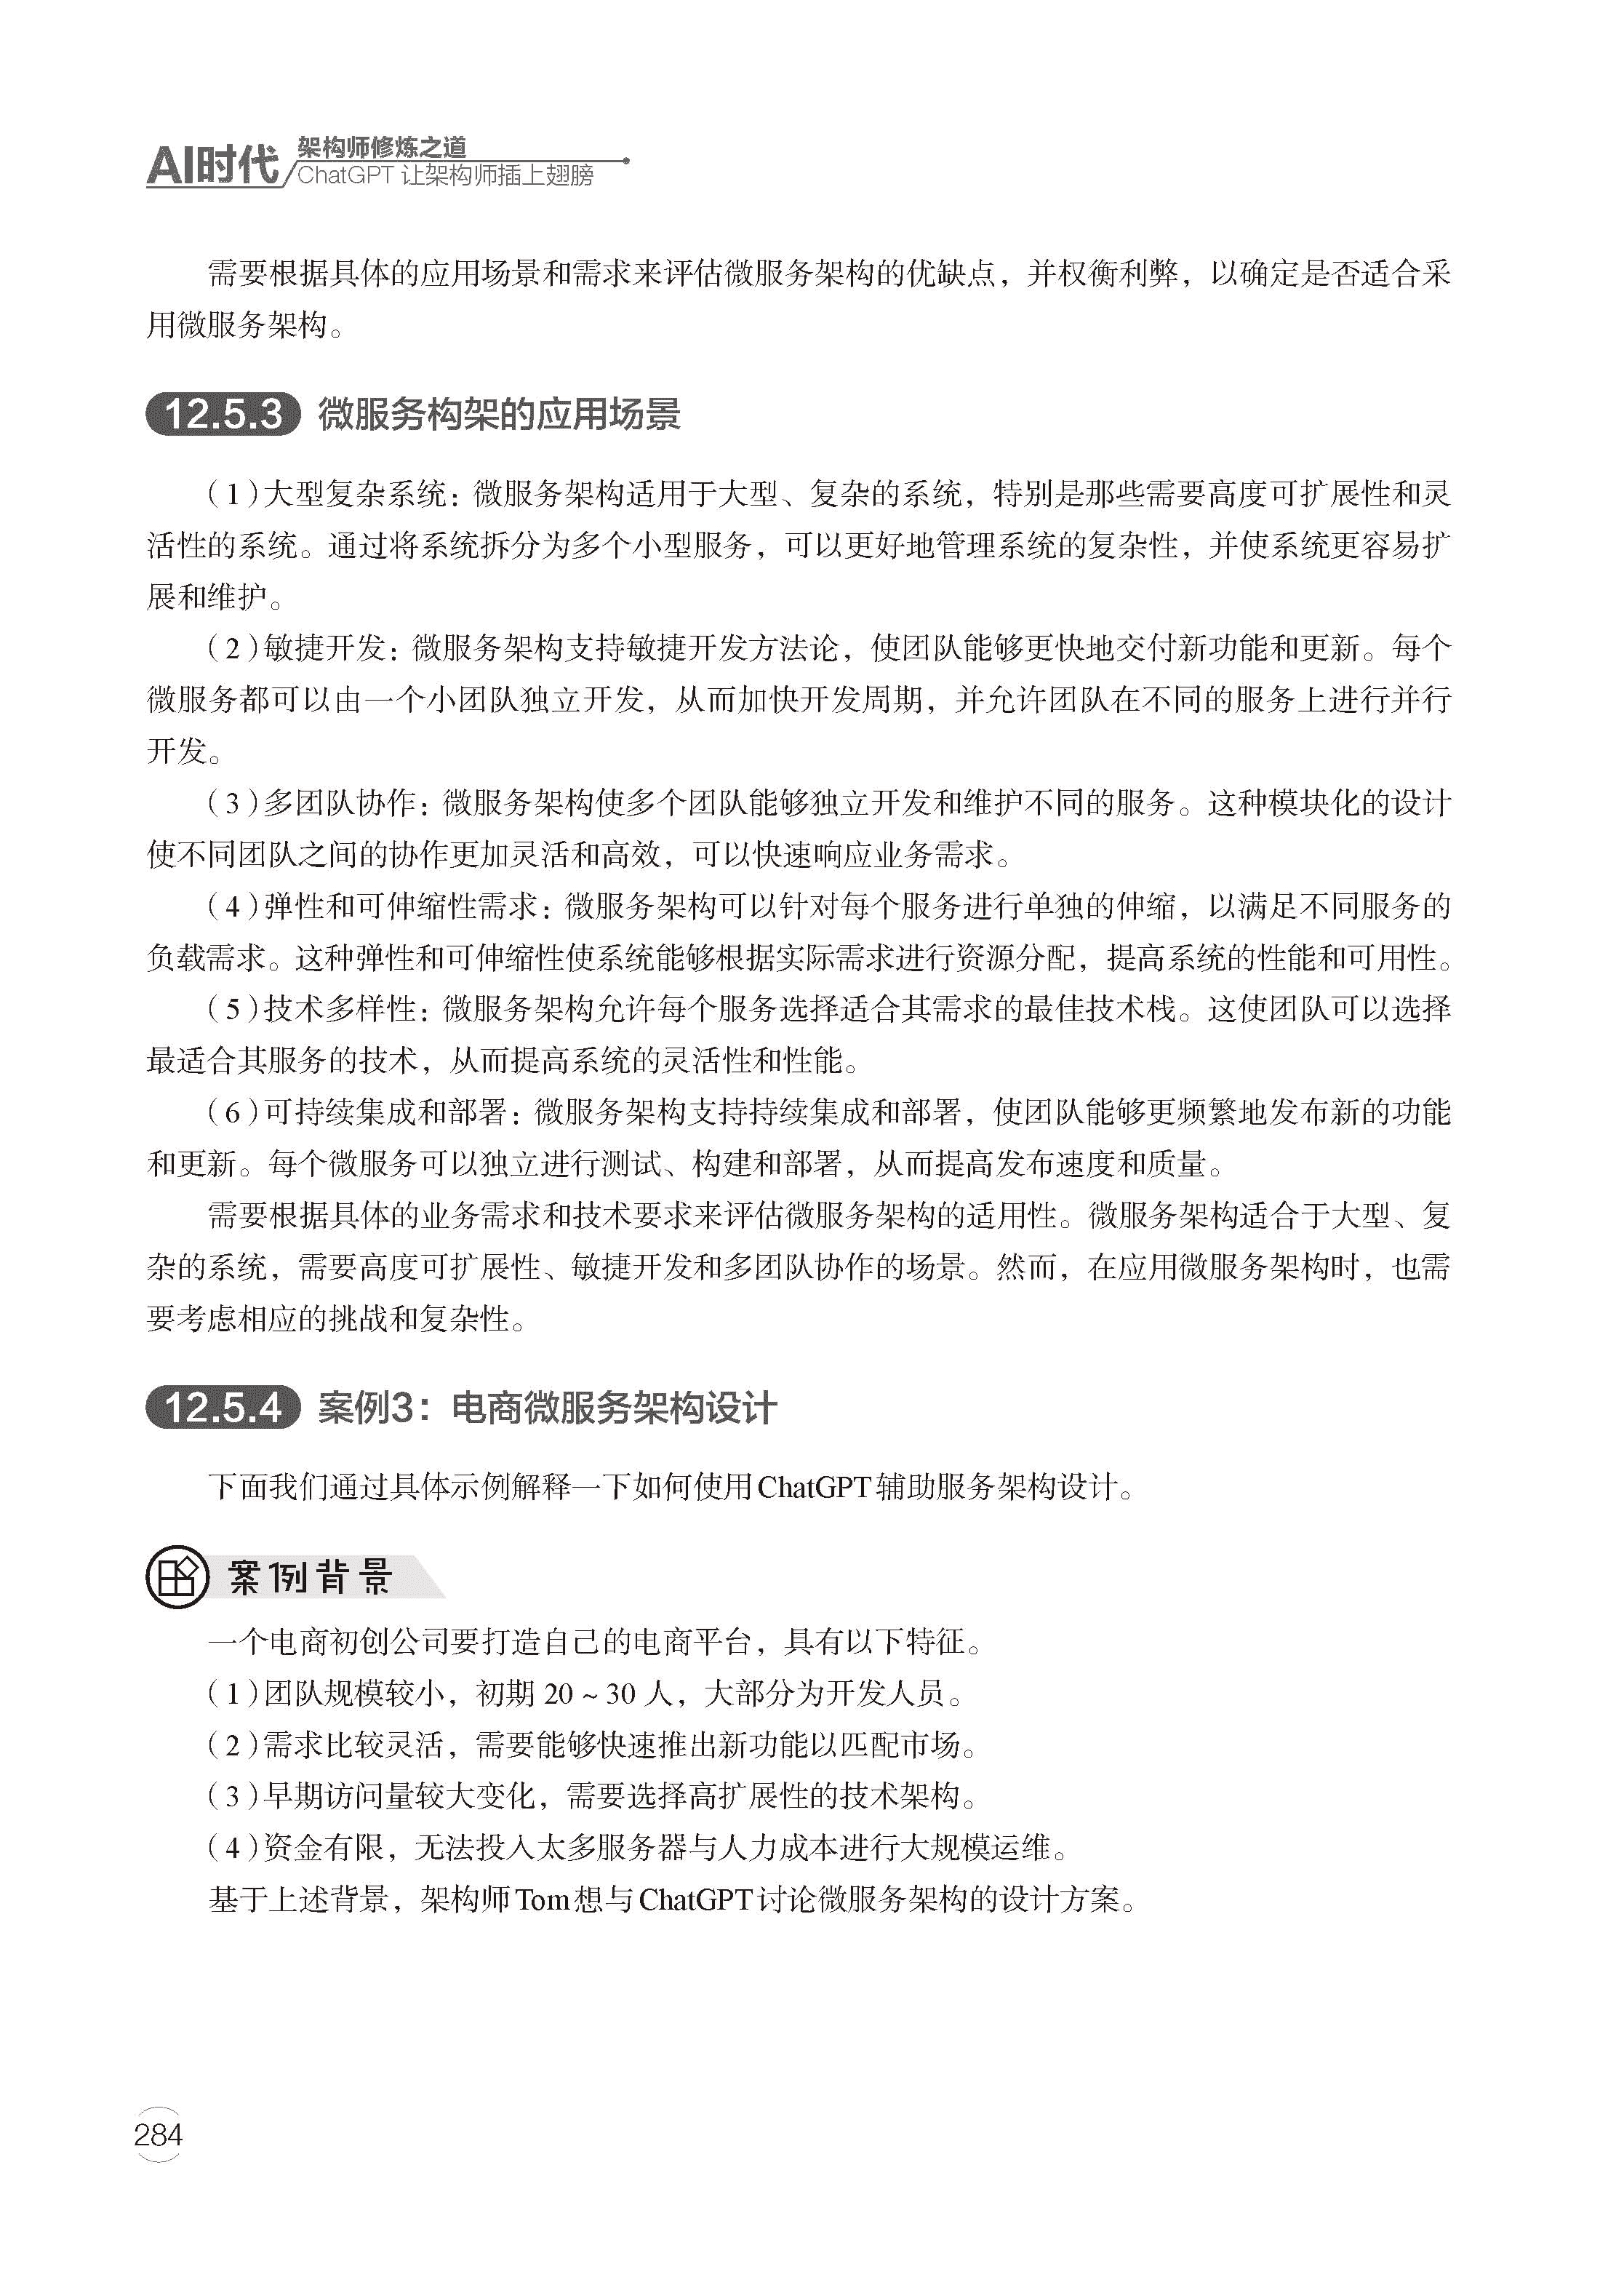 AI时代 架构师修炼之道
ChatGPT 让架构师插上翅膀
需要根据具体的应用场景和需求来评估微服务架构的优缺点，并权衡利弊，以确定是否适合采
用微服务架构。
12.5.3 微服务构架的应用场景
（1）大型复杂系统：微服务架构适用于大型、复杂的系统，特别是那些需要高度可扩展性和灵
活性的系统。通过将系统拆分为多个小型服务，可以更好地管理系统的复杂性，并使系统更容易扩
展和维护。
（2）敏捷开发：微服务架构支持敏捷开发方法论，使团队能够更快地交付新功能和更新。每个
微服务都可以由一个小团队独立开发，从而加快开发周期，并允许团队在不同的服务上进行并行
开发。
（3）多团队协作：微服务架构使多个团队能够独立开发和维护不同的服务。这种模块化的设计
使不同团队之间的协作更加灵活和高效，可以快速响应业务需求。
（4）弹性和可伸缩性需求：微服务架构可以针对每个服务进行单独的伸缩，以满足不同服务的
负载需求。这种弹性和可伸缩性使系统能够根据实际需求进行资源分配，提高系统的性能和可用性。
（5）技术多样性：微服务架构允许每个服务选择适合其需求的最佳技术栈。这使团队可以选择
最适合其服务的技术，从而提高系统的灵活性和性能。
（6）可持续集成和部署：微服务架构支持持续集成和部署，使团队能够更频繁地发布新的功能
和更新。每个微服务可以独立进行测试、构建和部署，从而提高发布速度和质量。
需要根据具体的业务需求和技术要求来评估微服务架构的适用性。微服务架构适合于大型、复
杂的系统，需要高度可扩展性、敏捷开发和多团队协作的场景。然而，在应用微服务架构时，也需
要考虑相应的挑战和复杂性。
12.5.4 案例3：电商微服务架构设计
下面我们通过具体示例解释一下如何使用ChatGPT辅助服务架构设计。
案例背景
一个电商初创公司要打造自己的电商平台，具有以下特征。
（1）团队规模较小，初期 20 ~ 30 人，大部分为开发人员。
（2）需求比较灵活，需要能够快速推出新功能以匹配市场。
（3）早期访问量较大变化，需要选择高扩展性的技术架构。
（4）资金有限，无法投入太多服务器与人力成本进行大规模运维。
基于上述背景，架构师Tom想与ChatGPT讨论微服务架构的设计方案。
284